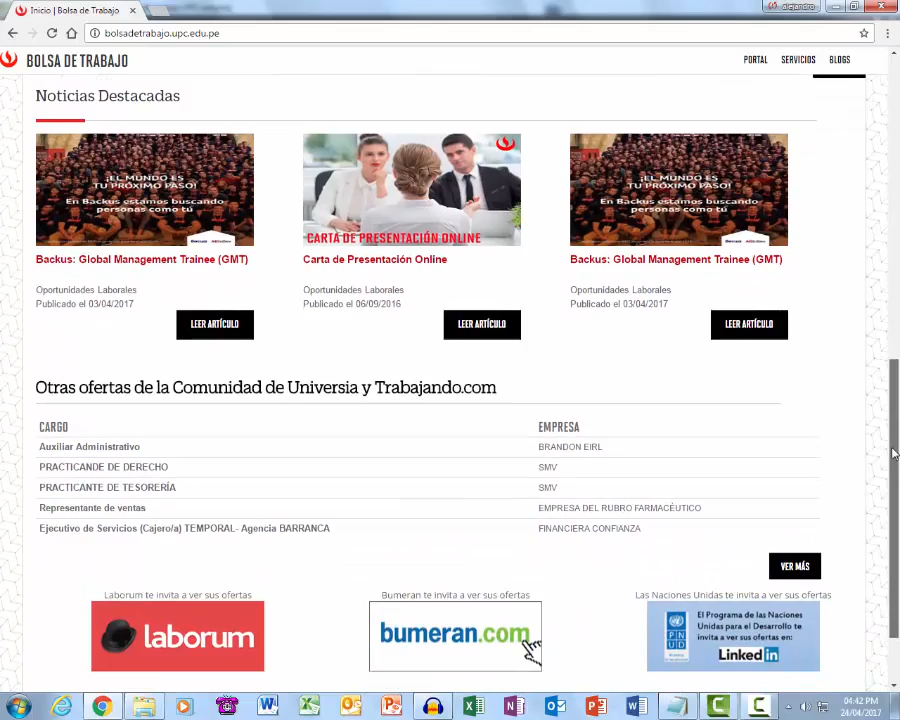 Inicio | Bolsa de Trabajo
alejandro
bolsadetrabajo.upc.edu.pe
BOLSA DE TRABAJO
PORTAL SERVICIOS BLOGS
Noticias Destacadas
¡EL MUNDO ES
TU PRÓXIMO PASO!
En Backus estamos buscando
personas como tú
CARTA DE PRESENTACIÓN ONLINE
¡EL MUNDO ES
TU PRÓXIMO PASO!
En Backus estamos buscando
personas como tú
Backus: Global Management Trainee (GMT)
Carta de Presentación Online
Backus: Global Management Trainee (GMT)
Oportunidades Laborales
Publicado el 03/04/2017
Oportunidades Laborales
Publicado el 06/09/2016
Oportunidades Laborales
Publicado el 03/04/2017
LEER ARTÍCULO
LEER ARTÍCULO
LEER ARTÍCULO
Otras ofertas de la Comunidad de Universia y Trabajando.com
CARGO EMPRESA
Auxiliar Administrativo BRANDON EIRL
PRACTICANDE DE DERECHO SMV
PRACTICANTE DE TESORERÍA SMV
Representante de ventas EMPRESA DEL RUBRO FARMACÉUTICO
Ejecutivo de Servicios (Cajero/a) TEMPORAL- Agencia BARRANCA FINANCIERA CONFIANZA
VER MÁS
Laborum te invita a ver sus ofertas
Bumeran te invita a ver sus ofertas
Las Naciones Unidas te invita a ver sus ofertas
laborum
bumeran.com
PNUD
El Programa de las Naciones
Unidas para el Desarrollo te
invita a ver sus ofertas en:
Linked in
04:42 PM
24/04/2017